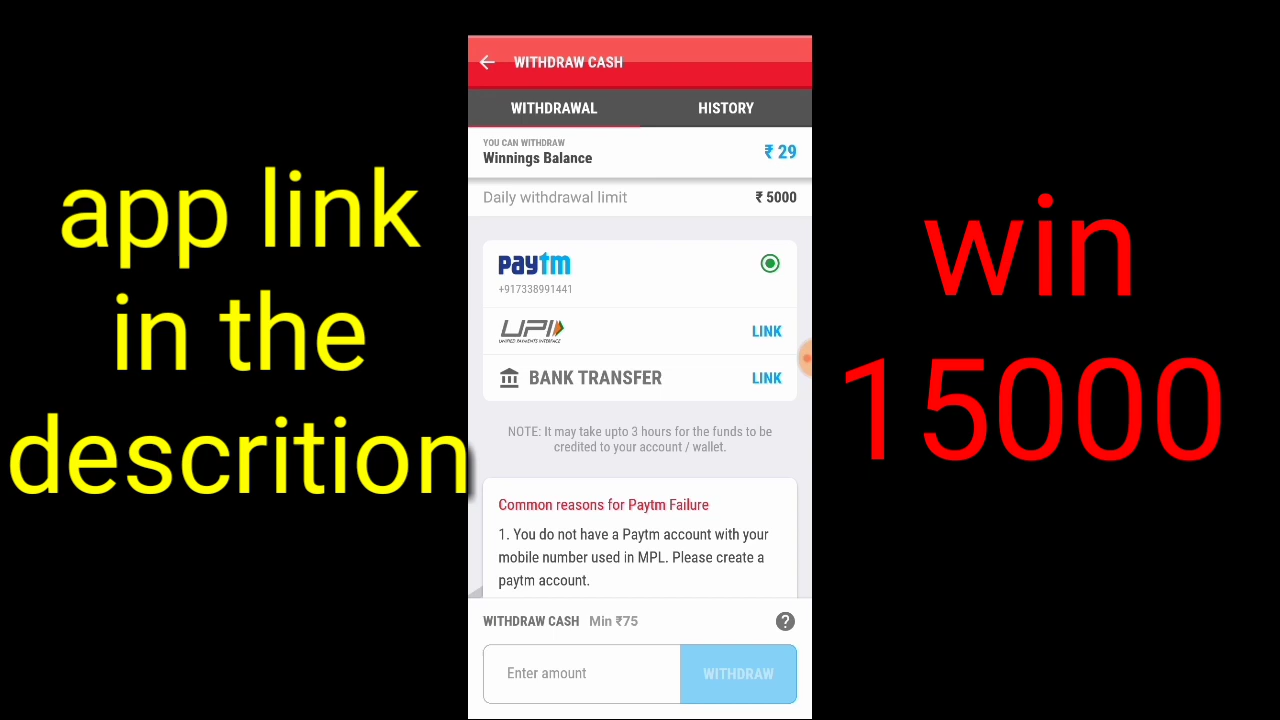 app link
in the
descrition
WITHDRAW CASH
WITHDRAWAL HISTORY
YOU CAN WITHDRAW
Winnings Balance ₹ 29
Daily withdrawal limit ₹ 5000
paytm
+917338991441
UPI LINK
UNIFIED PAYMENTS INTERFACE
BANK TRANSFER LINK
NOTE: It may take upto 3 hours for the funds to be
credited to your account / wallet.
Common reasons for Paytm Failure
1. You do not have a Paytm account with your
mobile number used in MPL. Please create a
paytm account.
WITHDRAW CASH Min ₹75 ?
Enter amount WITHDRAW
win
15000